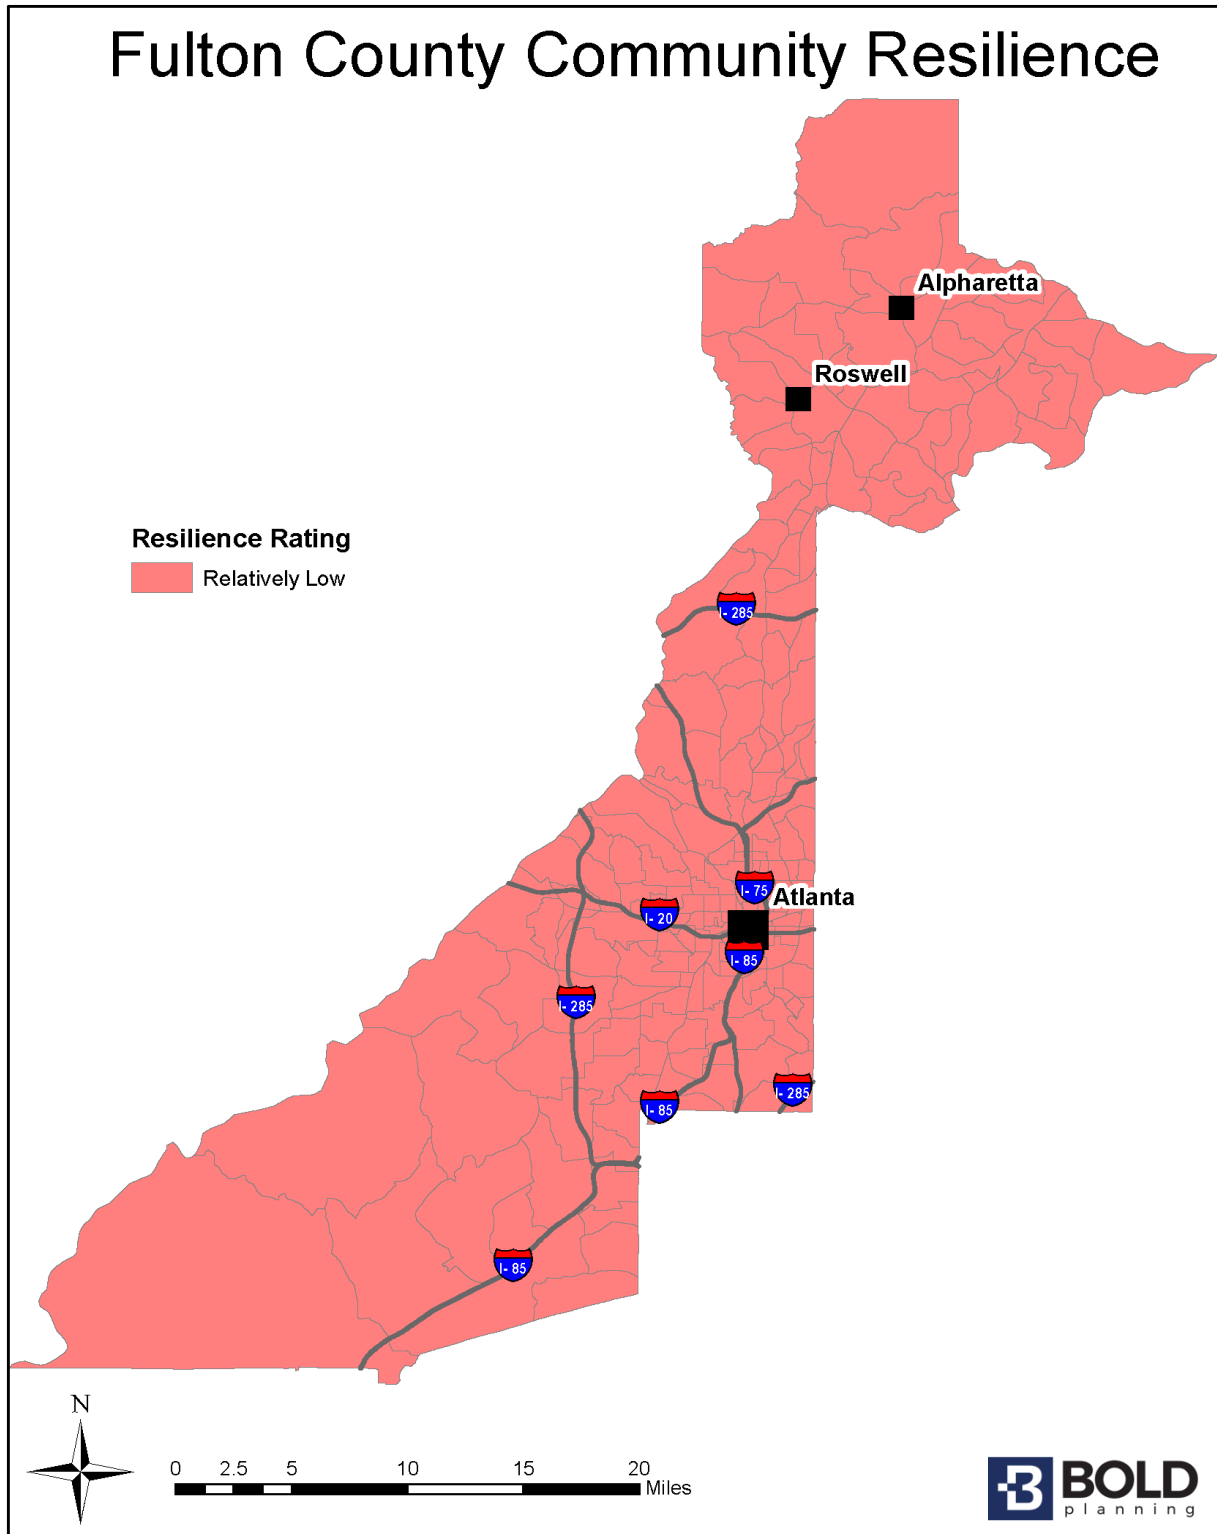 Fulton County Community Resilience
Alpharetta
Roswell
Resilience Rating
Relatively Low
I- 285
I- 75
Atlanta
I- 20
I- 85
I- 285
I- 285
I- 85
I- 85
N
0 2.5 5 10 15 20
Miles
BOLD
planning